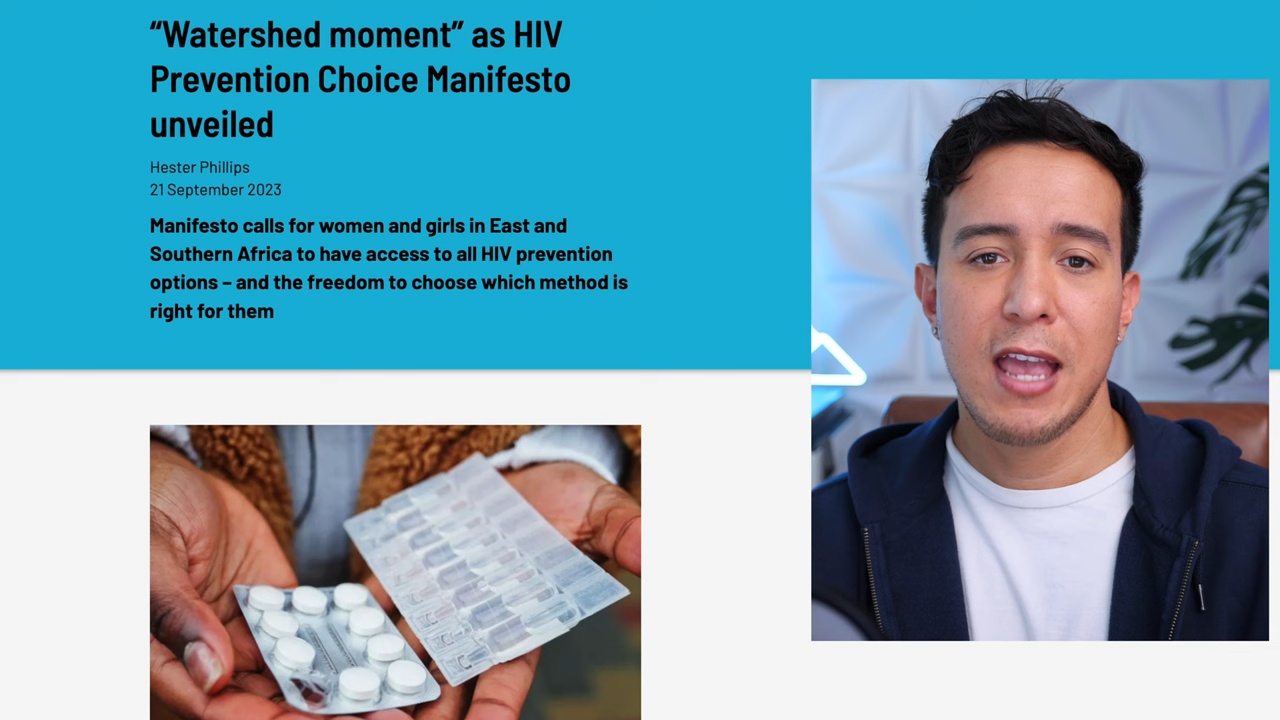 “Watershed moment” as HIV
Prevention Choice Manifesto
unveiled
Hester Phillips
21 September 2023
Manifesto calls for women and girls in East and
Southern Africa to have access to all HIV prevention
options – and the freedom to choose which method is
right for them